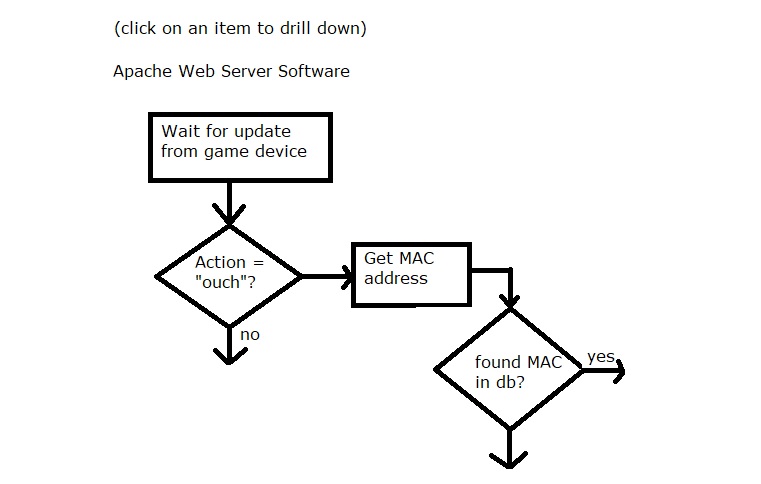 (click on an item to drill down)
Apache Web Server Software
Wait for update
from game device
Action =
"ouch"?
Get MAC
address
no
found MAC
in db?
yes